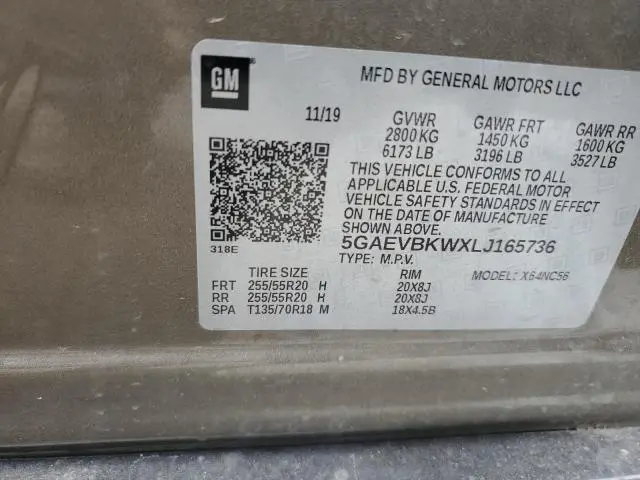 GM
MFD BY GENERAL MOTORS LLC
11/19 GVWR GAWR FRT GAWR RR
2800 KG 1450 KG 1600 KG
6173 LB 3196 LB 3527 LB
THIS VEHICLE CONFORMS TO ALL
APPLICABLE U.S. FEDERAL MOTOR
VEHICLE SAFETY STANDARDS IN EFFECT
ON THE DATE OF MANUFACTURE
SHOWN ABOVE.
318E
5GAEVBKWXLJ165736
TYPE: M.P.V.
TIRE SIZE RIM MODEL: X64NC56
FRT 255/55R20 H 20X8J
RR 255/55R20 H 20X8J
SPA T135/70R18 M 18X4.5B